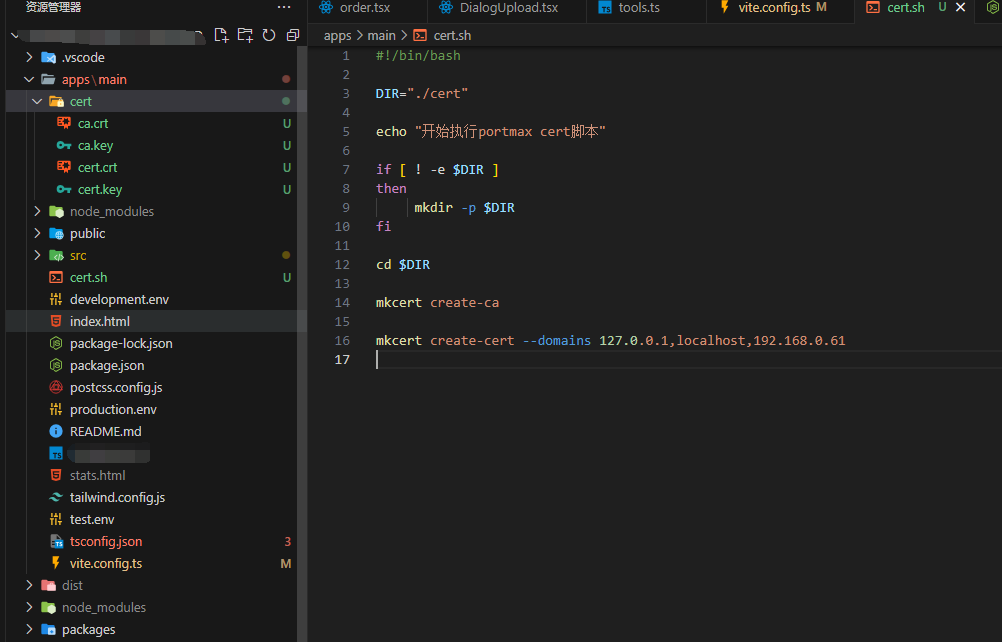 资源管理器
order.tsx DialogUpload.tsx tools.ts vite.config.ts M cert.sh U
apps > main > cert.sh
.vscode
apps\main
cert
ca.crt U
ca.key U
cert.crt U
cert.key U
node_modules
public
src
cert.sh U
development.env
index.html
package-lock.json
package.json
postcss.config.js
production.env
README.md
stats.html
tailwind.config.js
test.env
tsconfig.json 3
vite.config.ts M
dist
node_modules
packages
1 #!/bin/bash
2
3 DIR="./cert"
4
5 echo "开始执行portmax cert脚本"
6
7 if [ ! -e $DIR ]
8 then
9 mkdir -p $DIR
10 fi
11
12 cd $DIR
13
14 mkcert create-ca
15
16 mkcert create-cert --domains 127.0.0.1,localhost,192.168.0.61
17